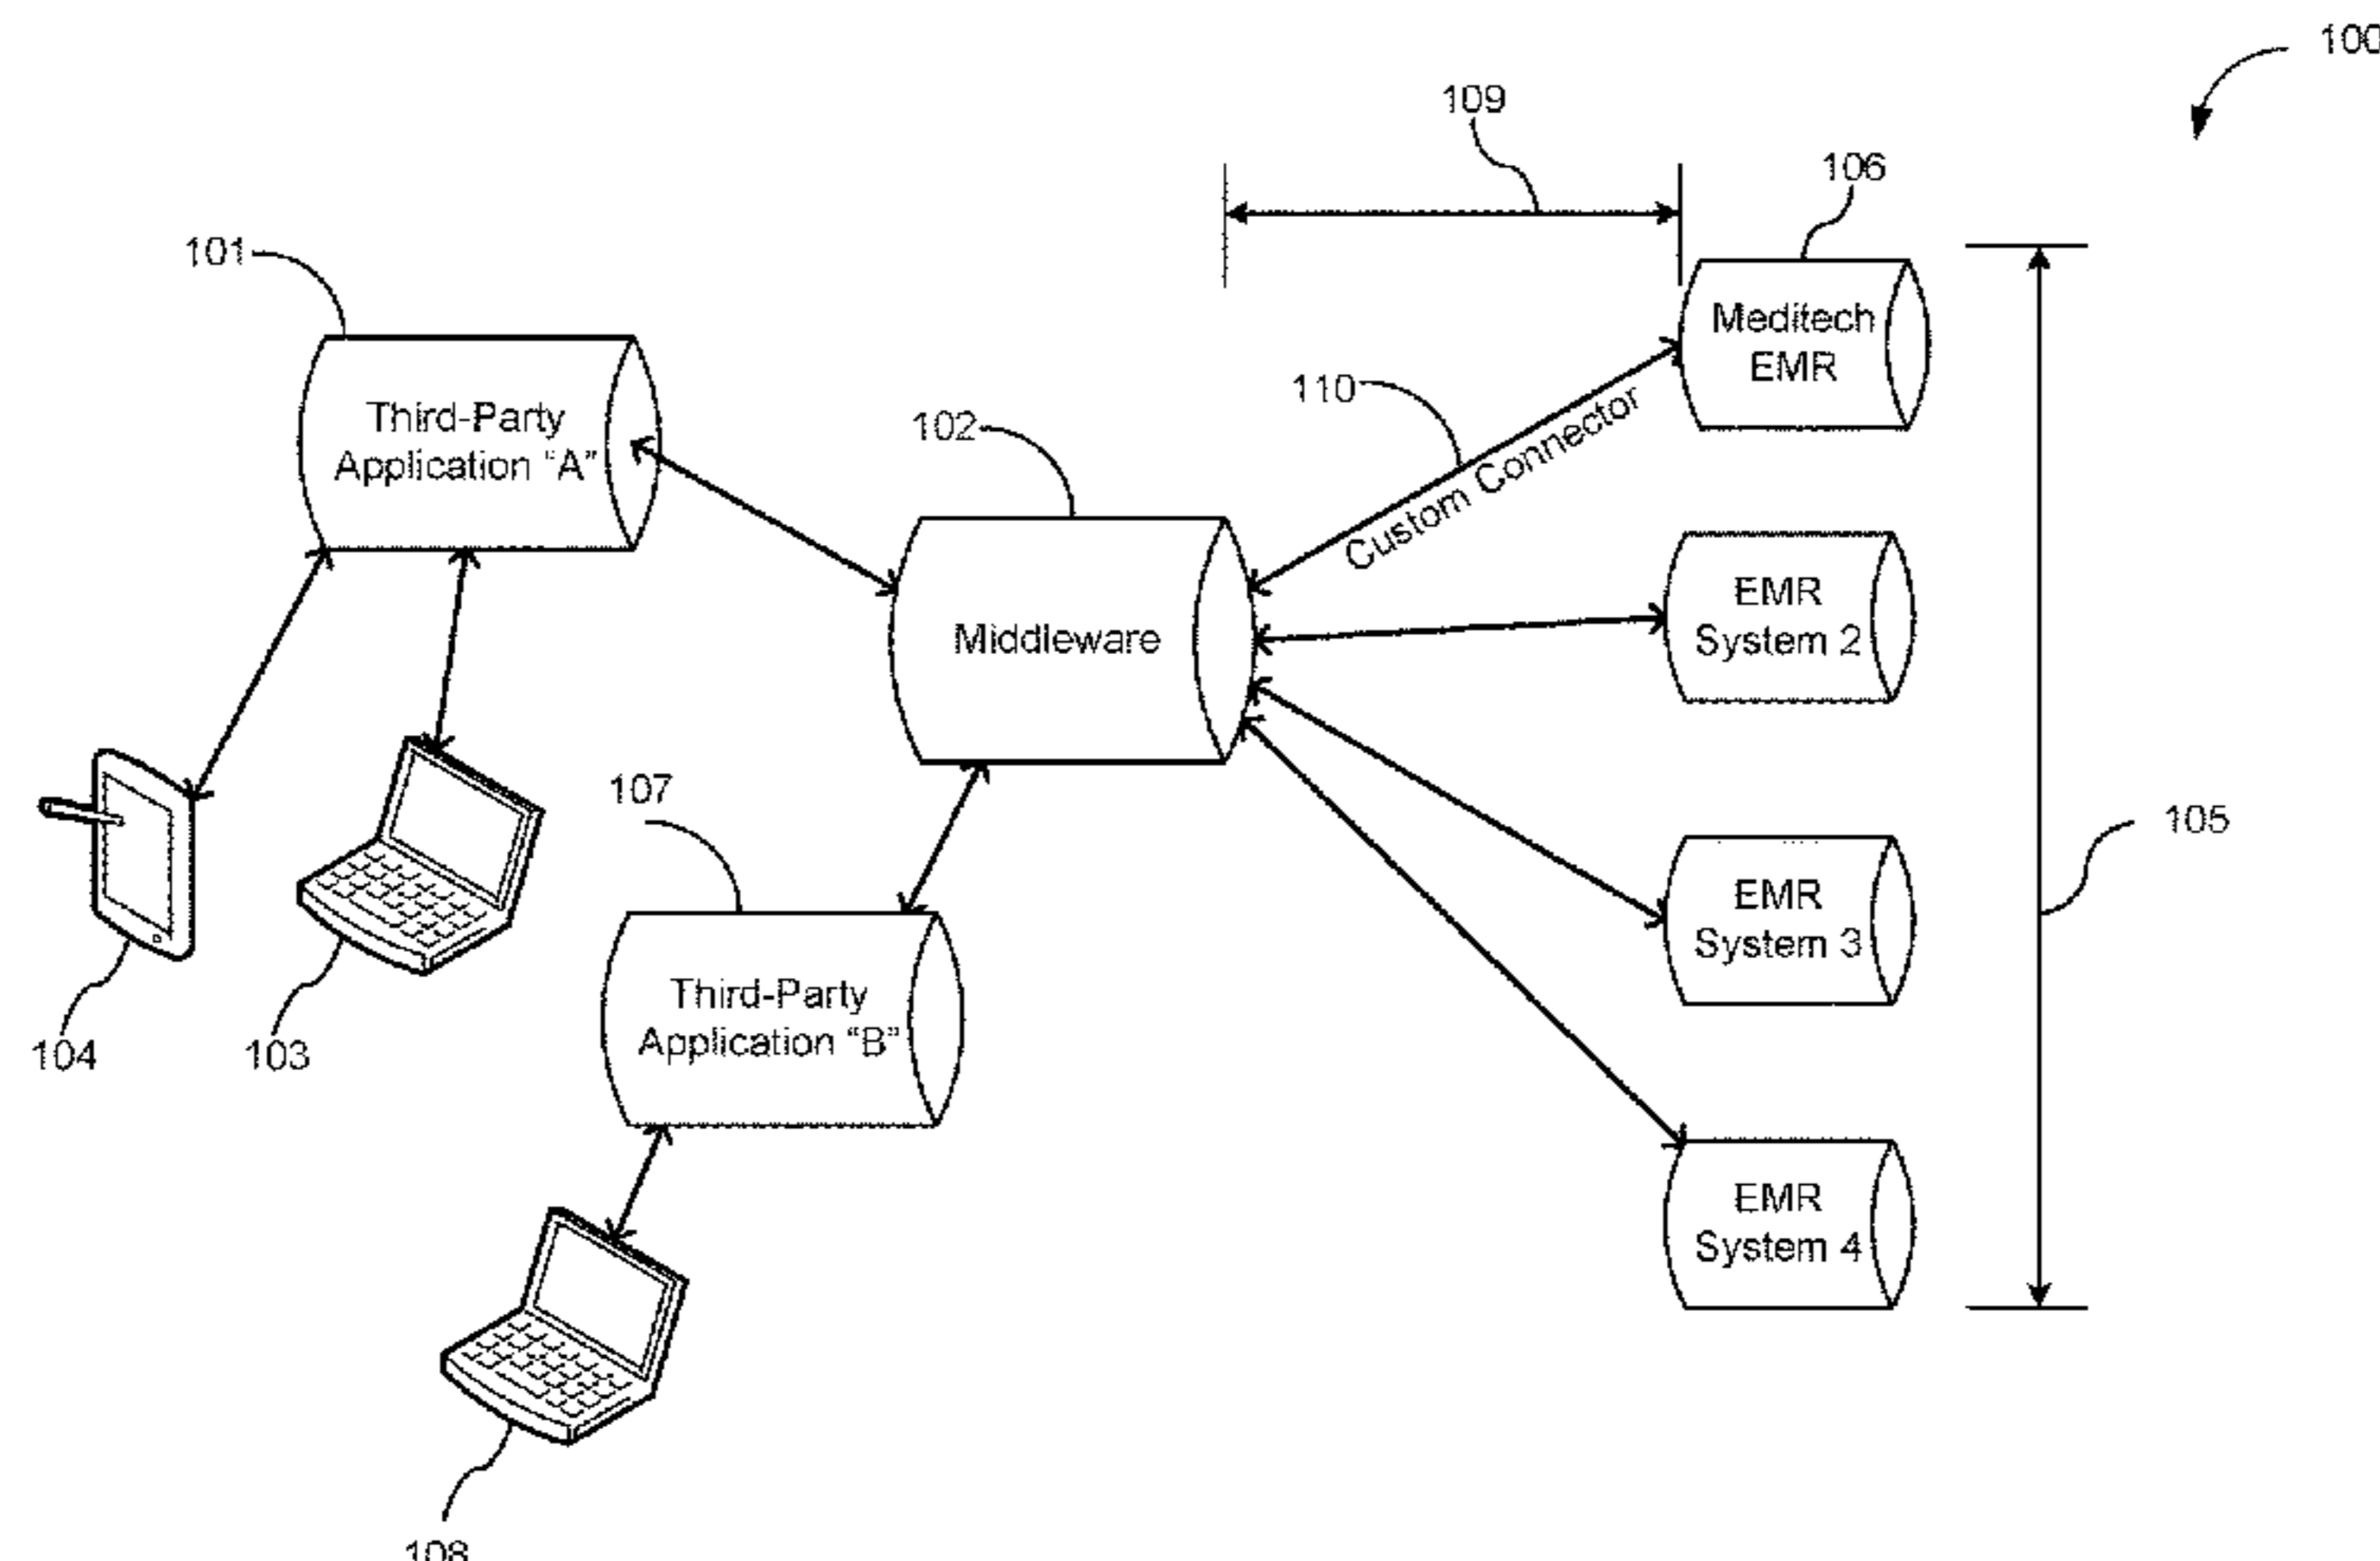 100
109
106
101
Meditech
EMR
110
Third-Party
Application "A"
102
Custom Connector
EMR
System 2
Middleware
107
105
EMR
System 3
Third-Party
Application “B”
104
103
EMR
System 4
108